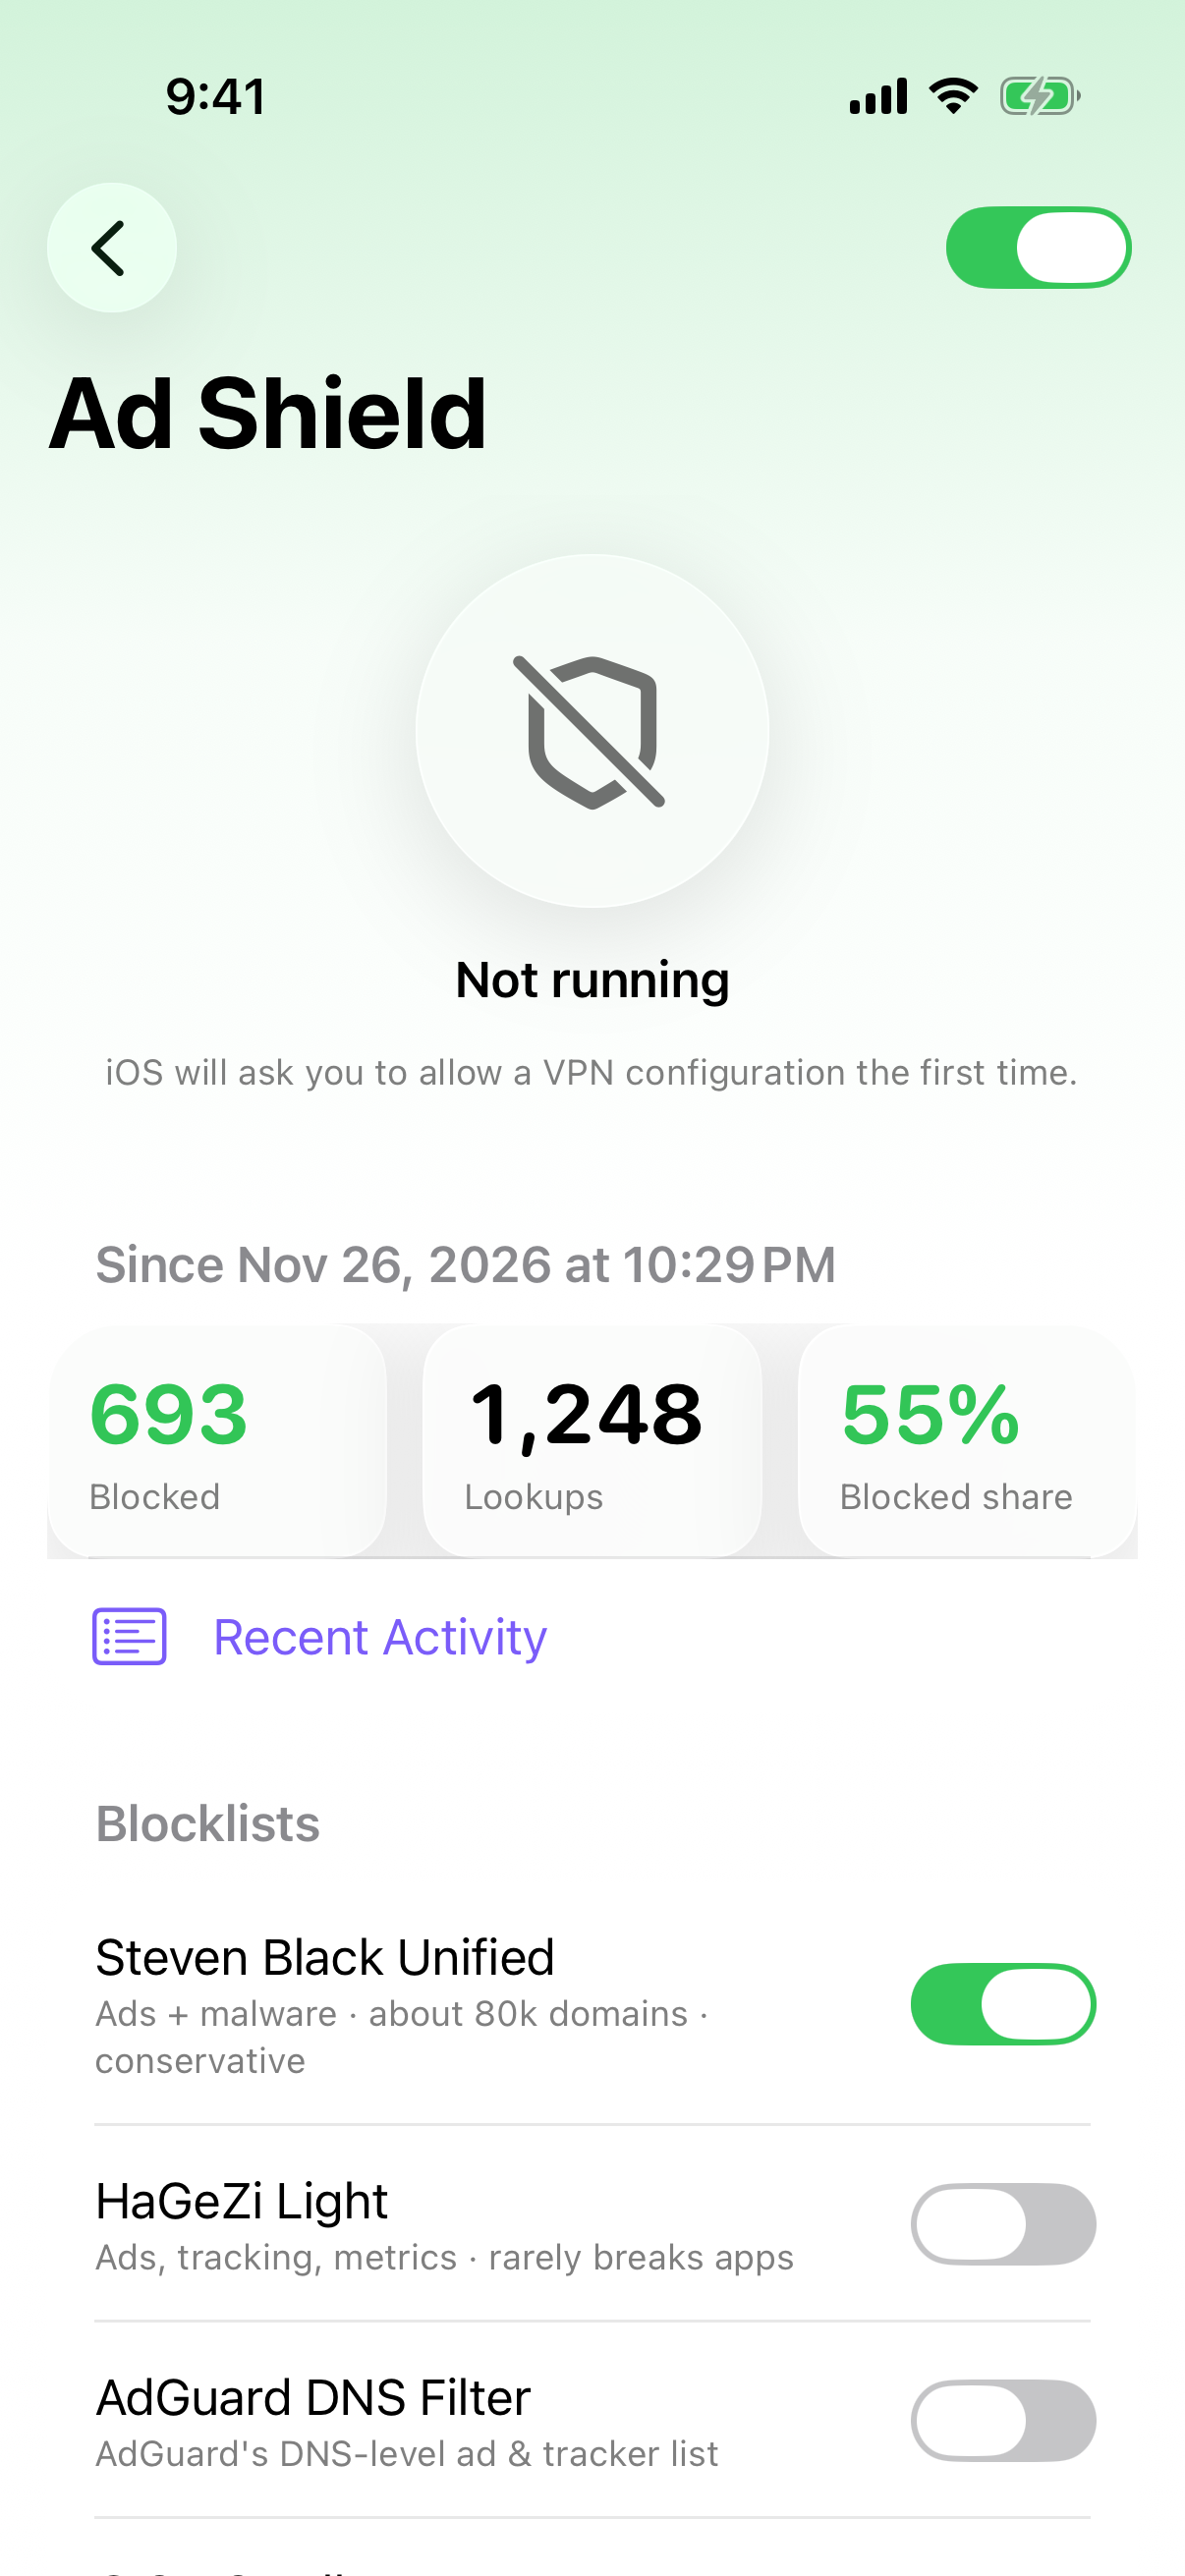 9:41
Ad Shield
Not running
iOS will ask you to allow a VPN configuration the first time.
Since Nov 26, 2026 at 10:29 PM
693
1,248
55%
Blocked
Lookups
Blocked share
Recent Activity
Blocklists
Steven Black Unified
Ads + malware · about 80k domains ·
conservative
HaGeZi Light
Ads, tracking, metrics · rarely breaks apps
AdGuard DNS Filter
AdGuard's DNS-level ad & tracker list